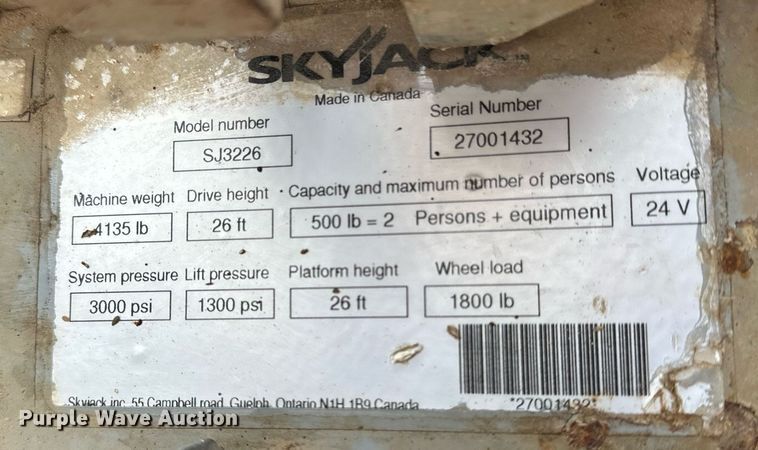 SKYJACK
Made in Canada
Model number
SJ3226
Serial Number
27001432
Machine weight
4135 lb
Drive height
26 ft
Capacity and maximum number of persons
500 lb = 2 Persons + equipment
Voltage
24 V
System pressure
3000 psi
Lift pressure
1300 psi
Platform height
26 ft
Wheel load
1800 lb
Skyjack inc. 55 Campbell road, Guelph, Ontario N1H 1B9 Canada
*27001432*
Purple Wave Auction